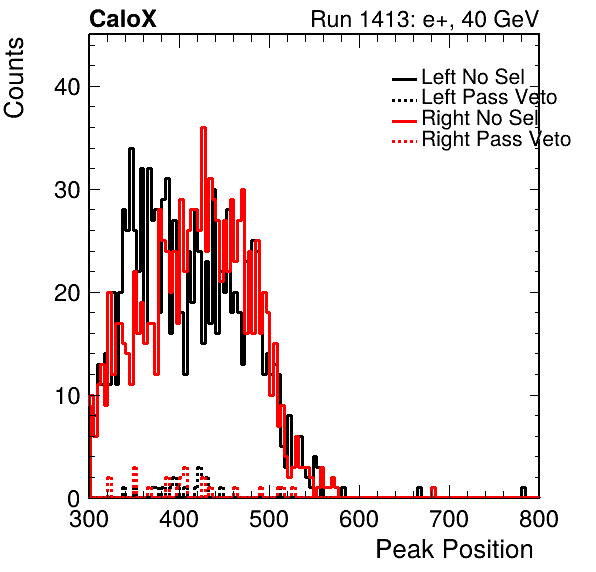 CaloX Run 1413: e+, 40 GeV
Counts
Left No Sel
Left Pass Veto
Right No Sel
Right Pass Veto
40
30
20
10
0
300 400 500 600 700 800
Peak Position